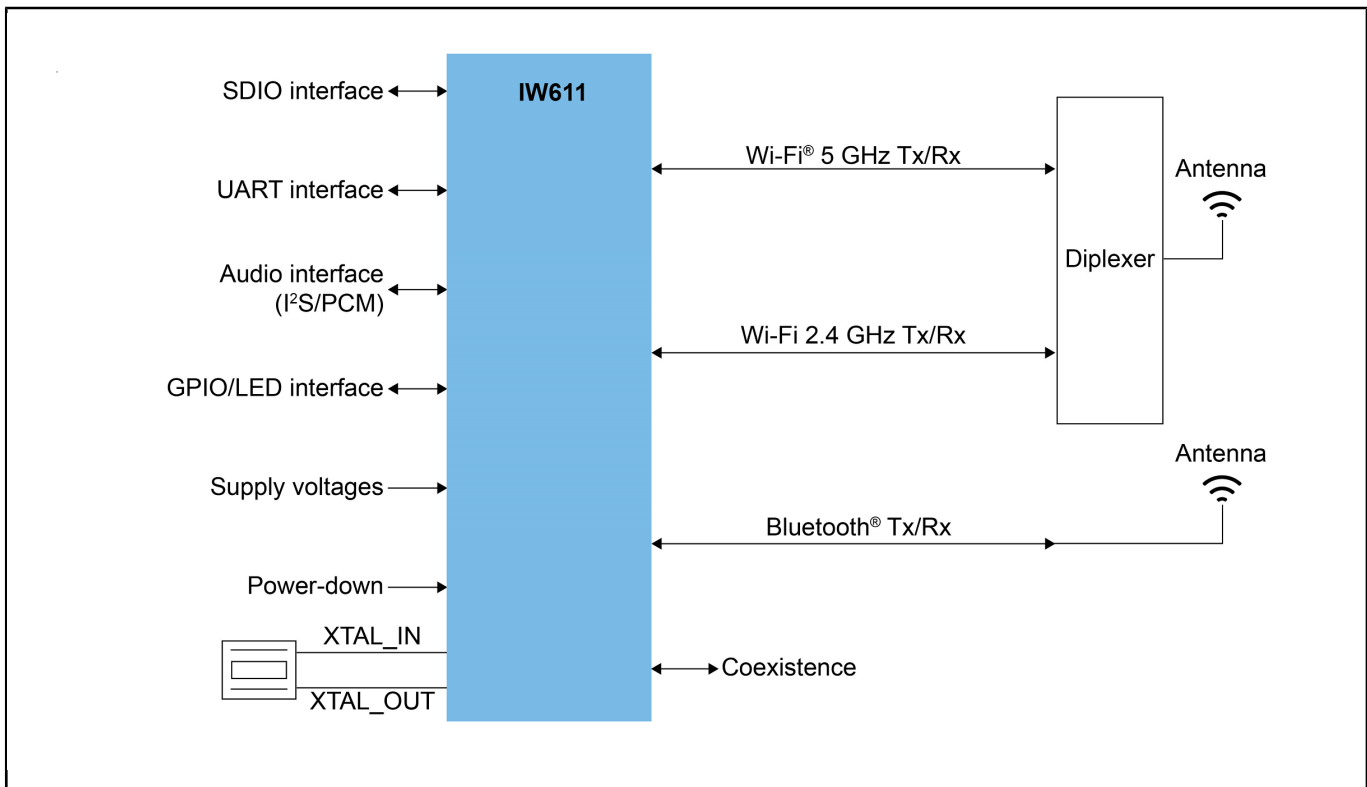 SDIO interface
UART interface
Audio interface
(I²S/PCM)
GPIO/LED interface
Supply voltages
Power-down
XTAL_IN
XTAL_OUT
IW611
Wi-Fi® 5 GHz Tx/Rx
Wi-Fi 2.4 GHz Tx/Rx
Bluetooth® Tx/Rx
Coexistence
Diplexer
Antenna
Antenna